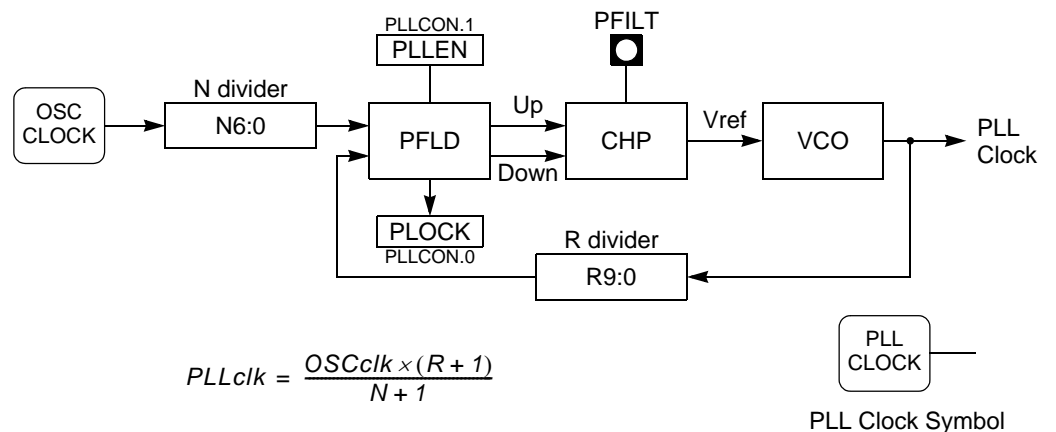 PLLCON.1
PLLEN
PFILT
OSC
CLOCK
N divider
N6:0
PFLD
Up
Down
CHP
Vref
VCO
PLL
Clock
PLOCK
PLLCON.0
R divider
R9:0
PLLclk = OSCclk × (R + 1)
N + 1
PLL
CLOCK
PLL Clock Symbol